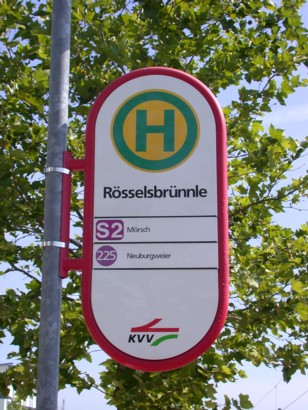 H
Rösselsbrünnle
S2 Mörsch
225 Neuburgweier
KVV